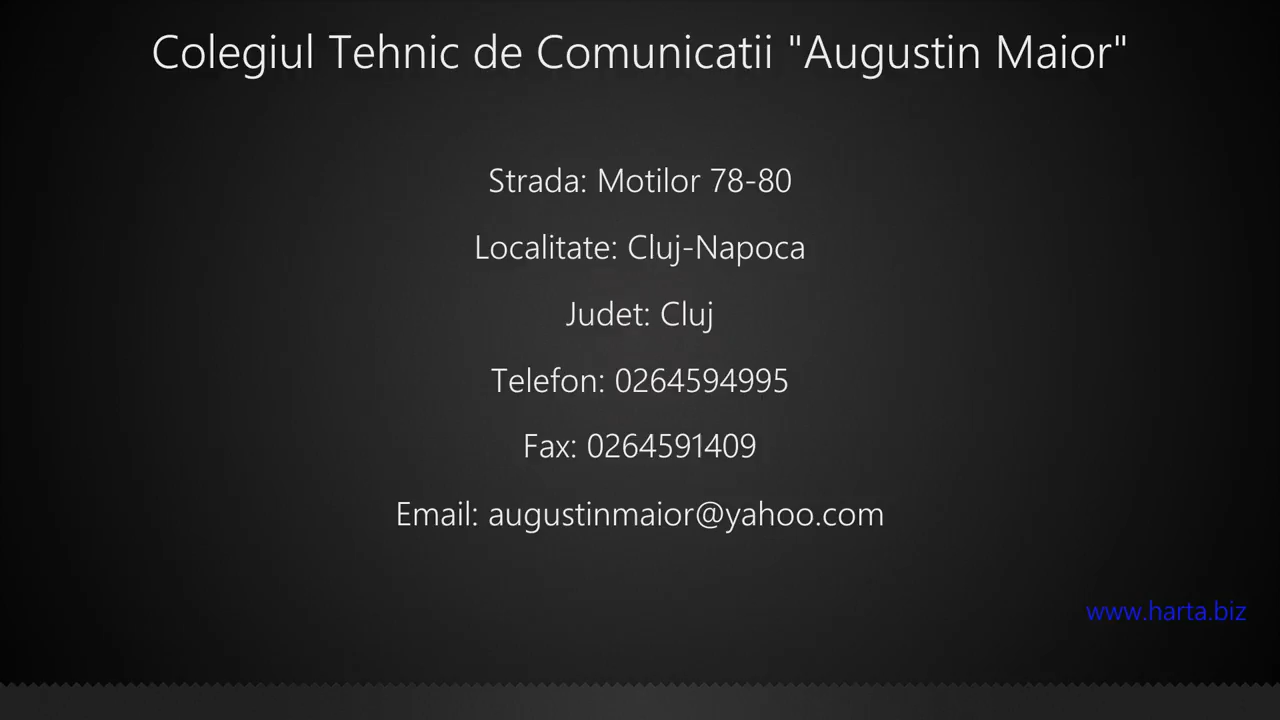 Colegiul Tehnic de Comunicatii "Augustin Maior"
Strada: Motilor 78-80
Localitate: Cluj-Napoca
Judet: Cluj
Telefon: 0264594995
Fax: 0264591409
Email: augustinmaior@yahoo.com
www.harta.biz